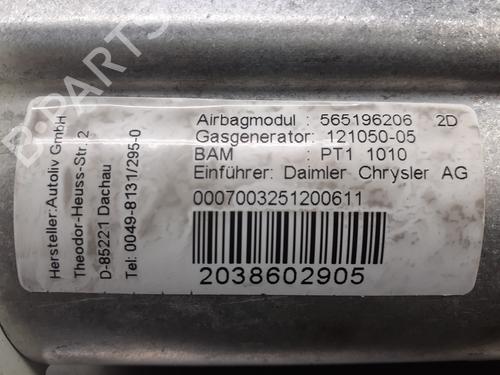 Hersteller: Autoliv GmbH
Theodor-Heuss-Str. 2
D-85221 Dachau
Tel: 0049-8131/295-0
Airbagmodul : 565196206 2D
Gasgenerator: 121050-05
BAM : PT1 1010
Einführer: Daimler Chrysler AG
0007003251200611
2038602905
B-PARTS